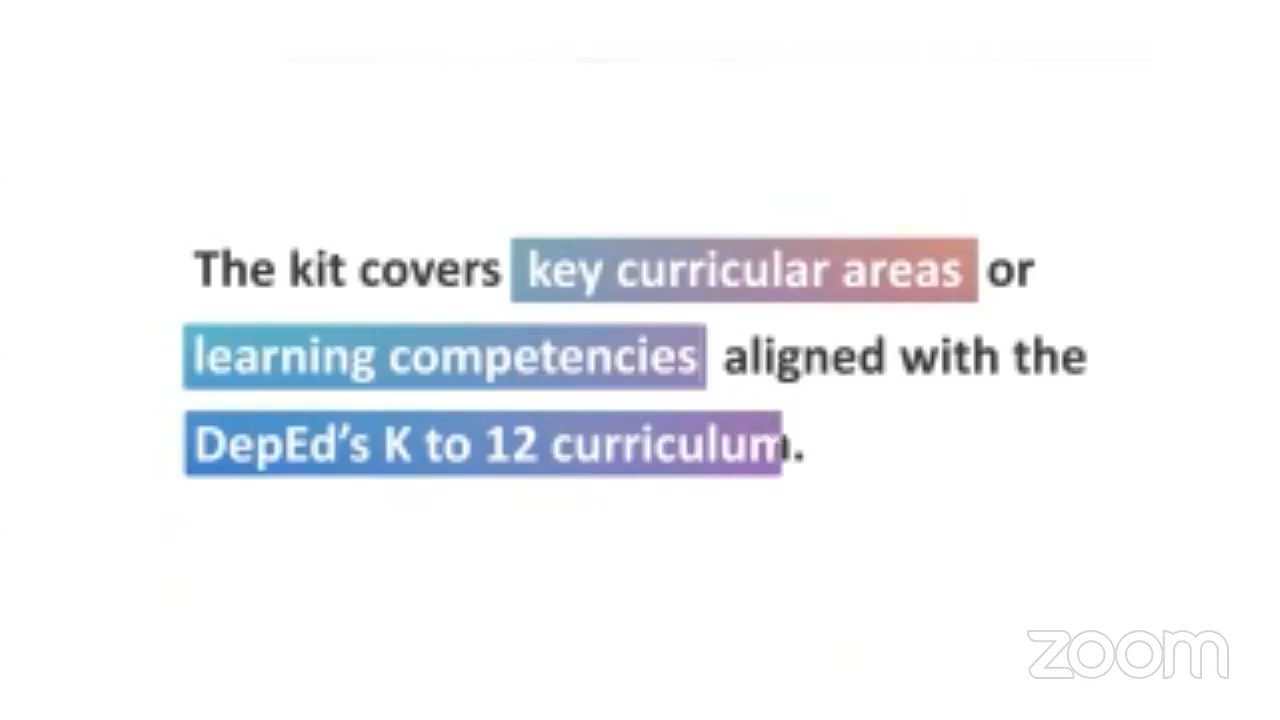 The kit covers key curricular areas or
learning competencies aligned with the
DepEd’s K to 12 curriculum.
zoom